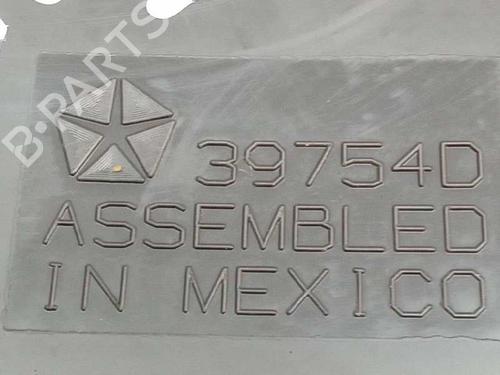 B-PARTS
39754D
ASSEMBLED
IN MEXICO